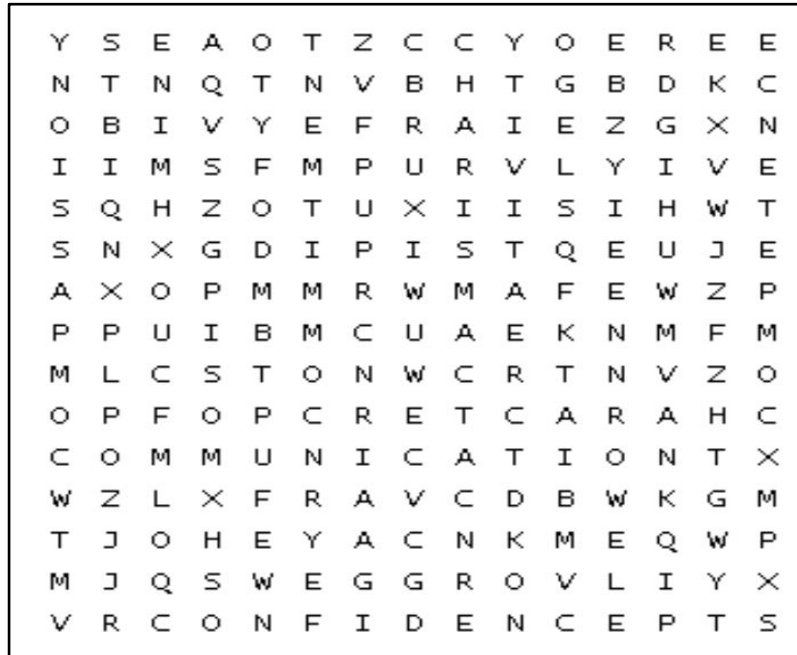 Y S E A O T Z C C Y O E R E E
N T N Q T N V B H T G B D K C
O B I V Y E F R A I E Z G X N
I I M S F M P U R V L Y I V E
S Q H Z O T U X I I S I H W T
S N X G D I P I S T Q E U J E
A X O P M M R W M A F E W Z P
P P U I B M C U A E K N M F M
M L C S T O N W C R T N V Z O
O P F O P C R E T C A R A H C
C O M M U N I C A T I O N T X
W Z L X F R A V C D B W K G M
T J O H E Y A C N K M E Q W P
M J Q S W E G G R O V L I Y X
V R C O N F I D E N C E P T S